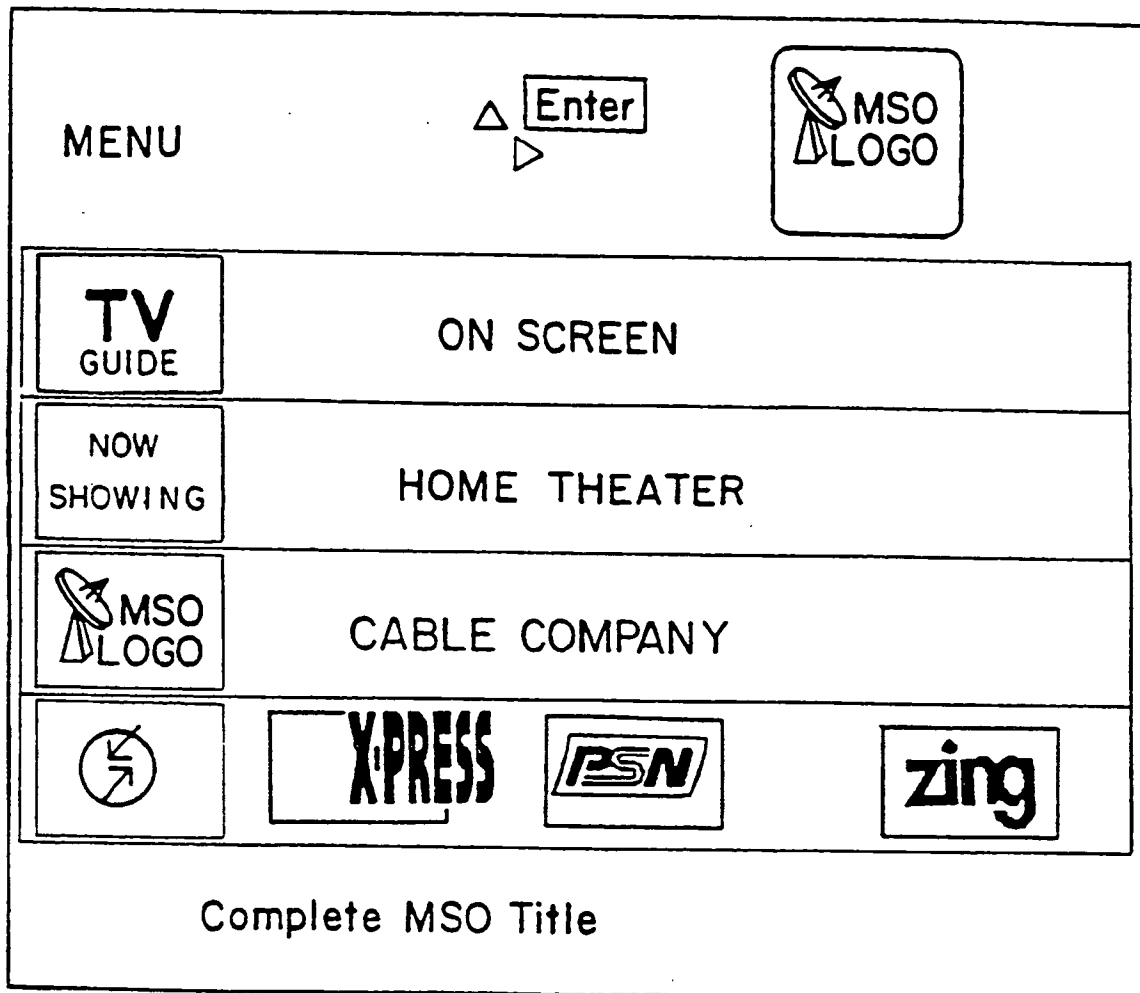 MENU
Enter
MSO
LOGO
TV
GUIDE
ON SCREEN
NOW
SHOWING
HOME THEATER
MSO
LOGO
CABLE COMPANY
X·PRESS
PSN
zing
Complete MSO Title